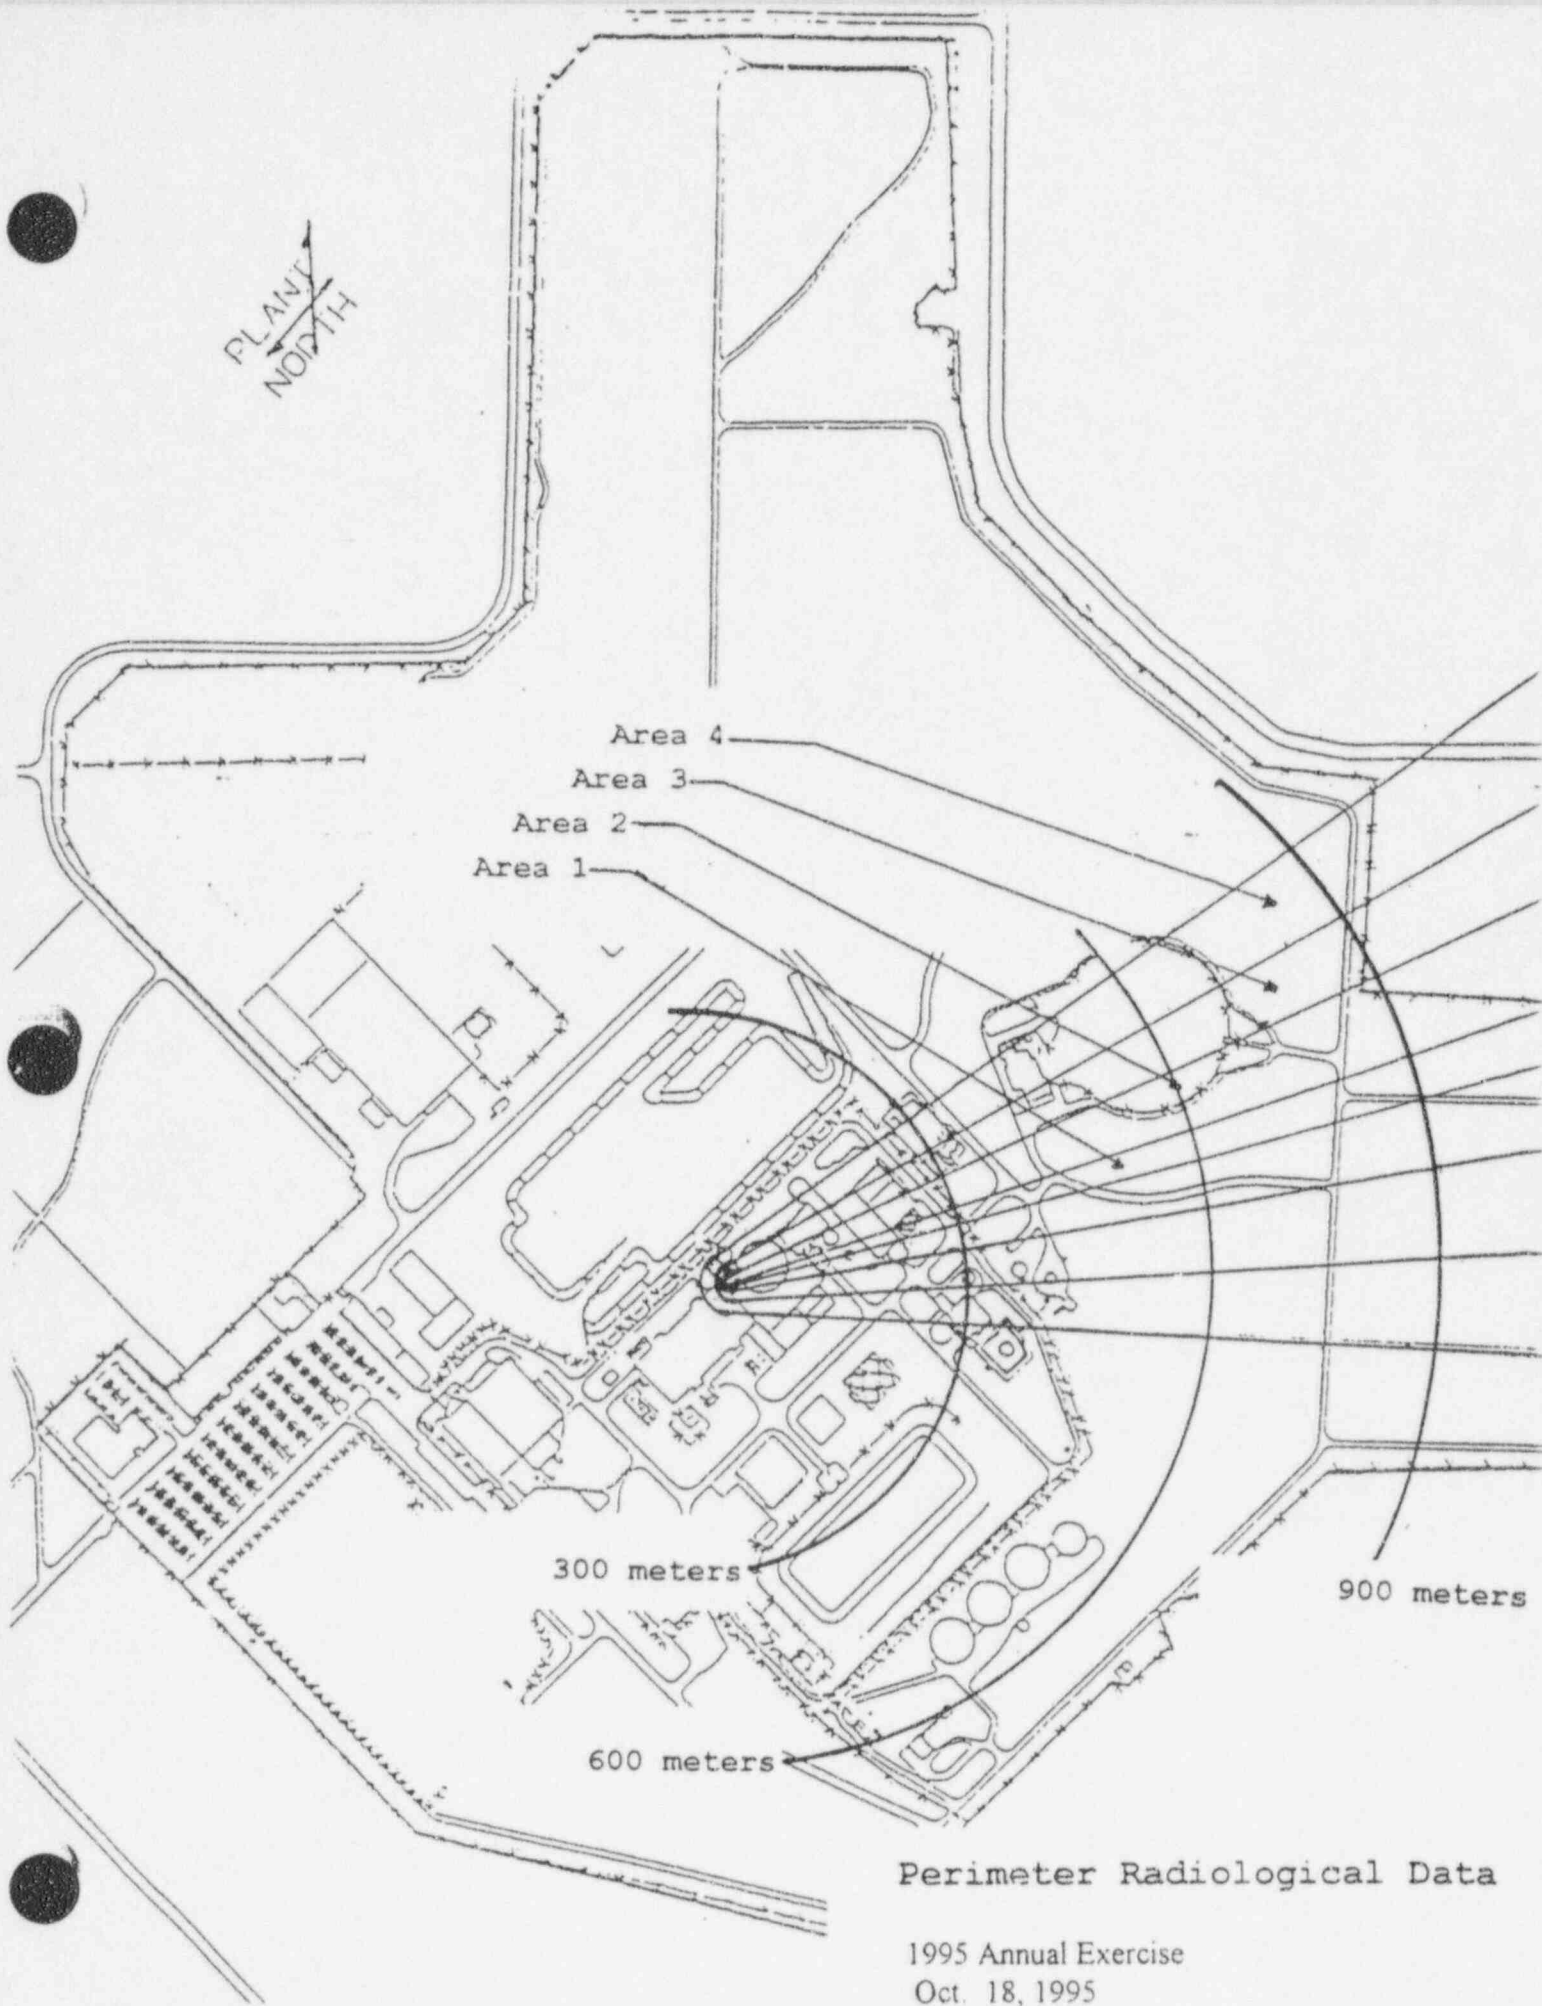 PLANT
NORTH
Area 4
Area 3
Area 2
Area 1
300 meters
900 meters
600 meters
Perimeter Radiological Data
1995 Annual Exercise
Oct. 18, 1995